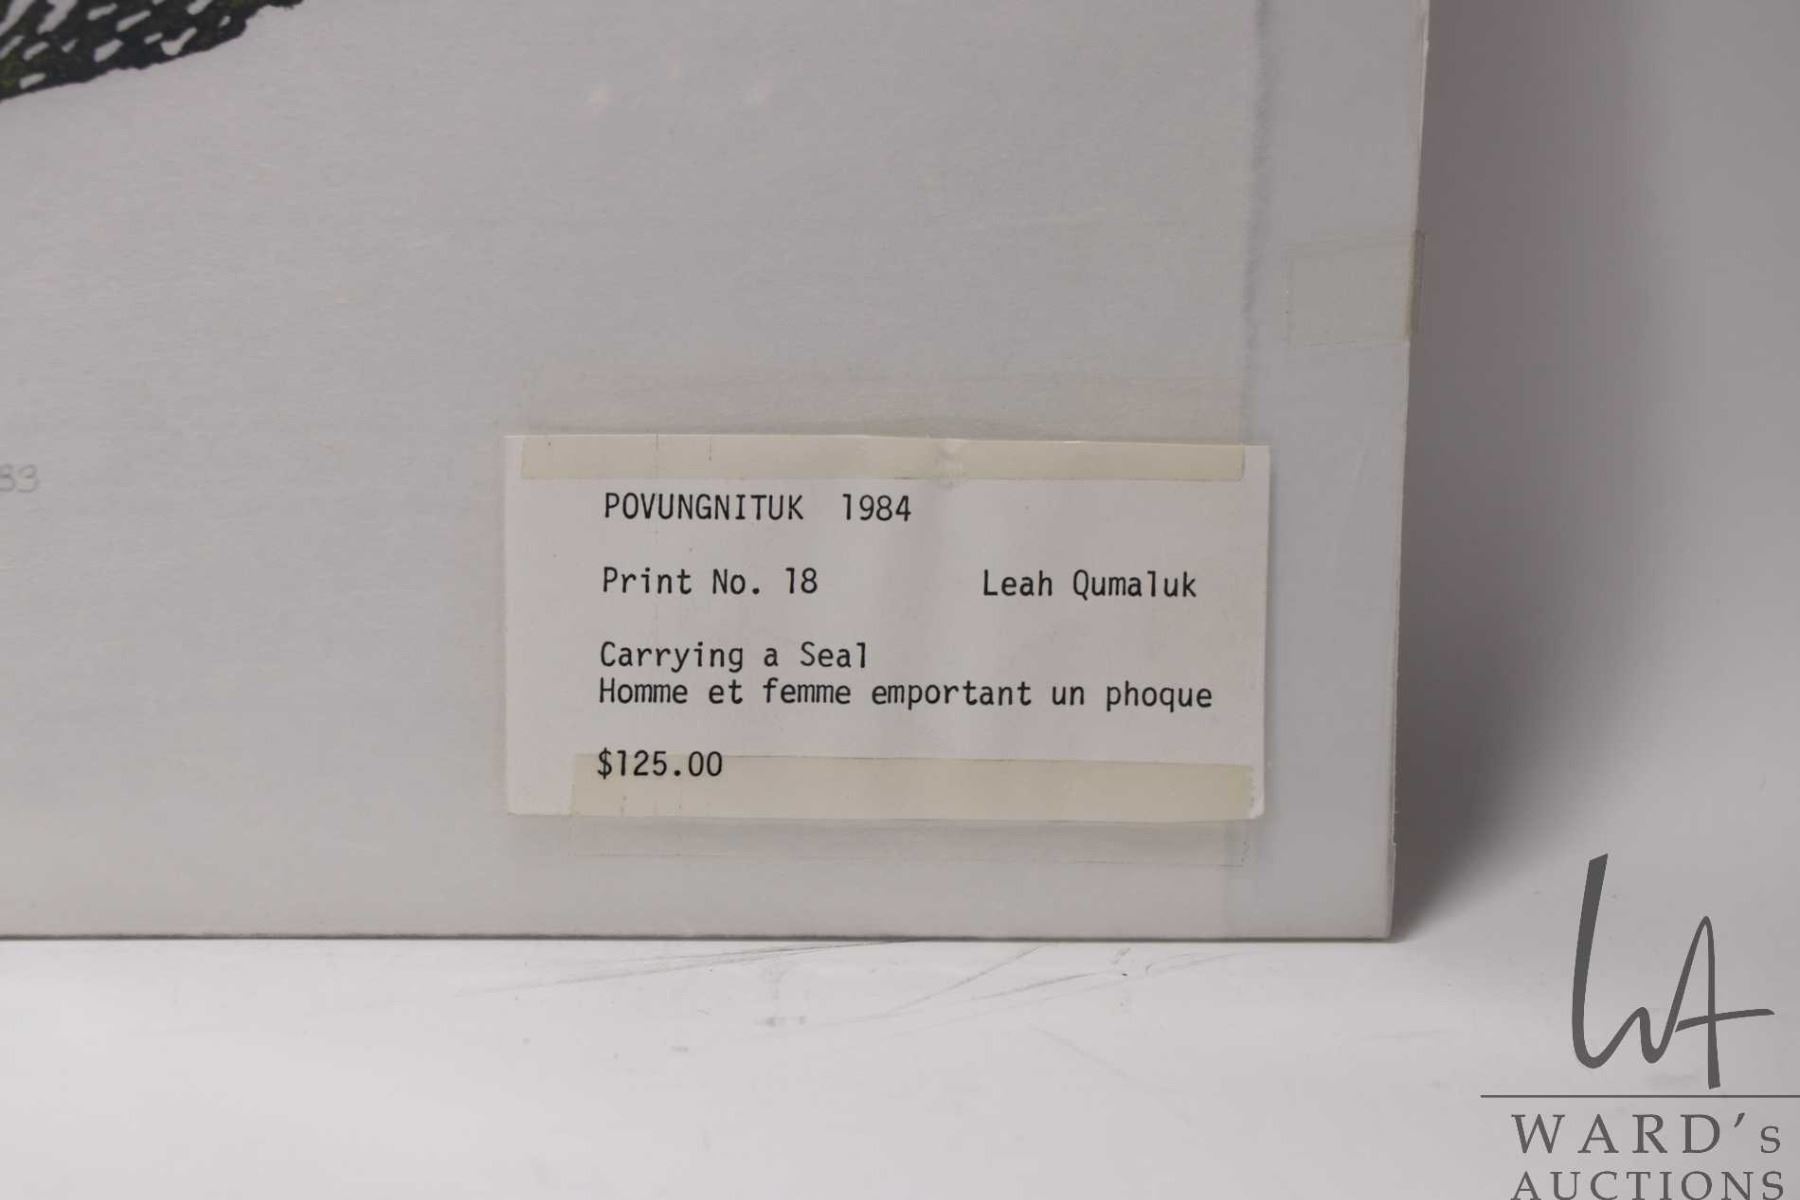 POVUNGNITUK 1984
Print No. 18 Leah Qumaluk
Carrying a Seal
Homme et femme emportant un phoque
$125.00
WA
WARD's
AUCTIONS